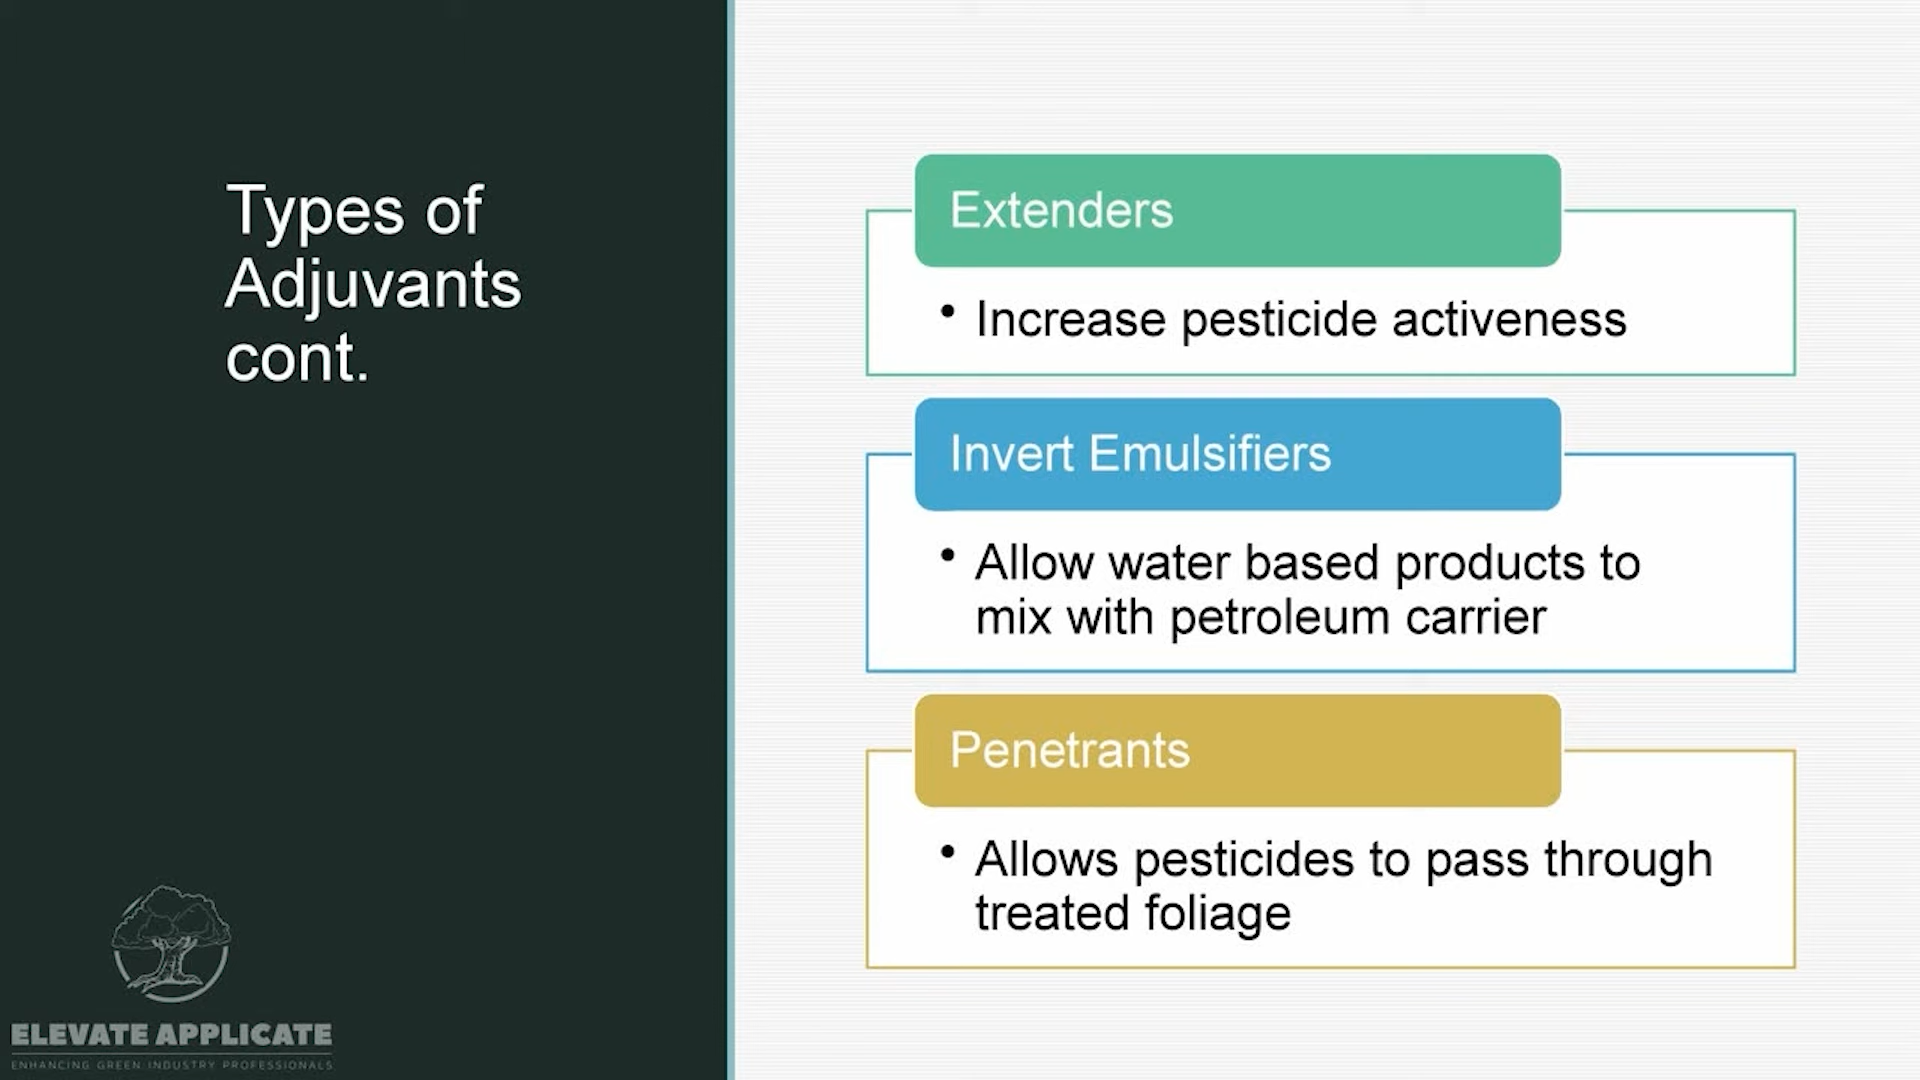 Types of
Adjuvants
cont.
Extenders
• Increase pesticide activeness
Invert Emulsifiers
• Allow water based products to
mix with petroleum carrier
Penetrants
• Allows pesticides to pass through
treated foliage
ELEVATE APPLICATE
ENHANCING GREEN INDUSTRY PROFESSIONALS